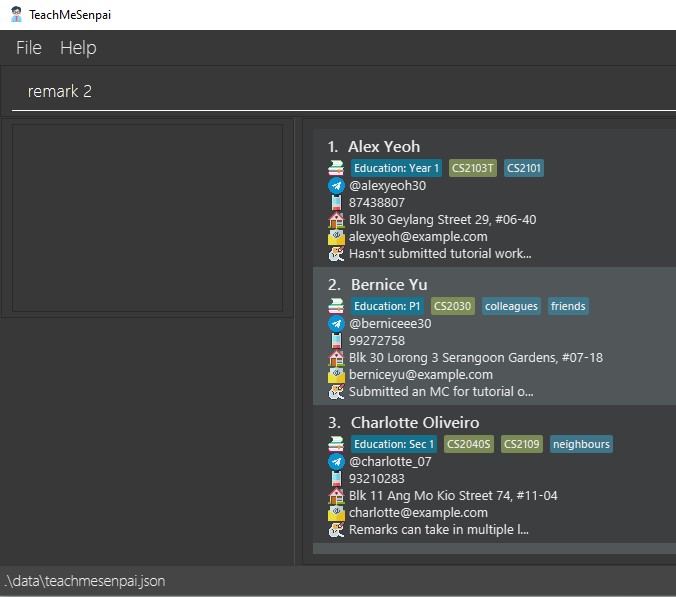 TeachMeSenpai
File Help
remark 2
1. Alex Yeoh
Education: Year 1 CS2103T CS2101
@alexyeoh30
87438807
Blk 30 Geylang Street 29, #06-40
alexyeoh@example.com
Hasn't submitted tutorial work...
2. Bernice Yu
Education: P1 CS2030 colleagues friends
@berniceee30
99272758
Blk 30 Lorong 3 Serangoon Gardens, #07-18
berniceyu@example.com
Submitted an MC for tutorial o...
3. Charlotte Oliveiro
Education: Sec 1 CS2040S CS2109 neighbours
@charlotte_07
93210283
Blk 11 Ang Mo Kio Street 74, #11-04
charlotte@example.com
Remarks can take in multiple l...
.\data\teachmesenpai.json